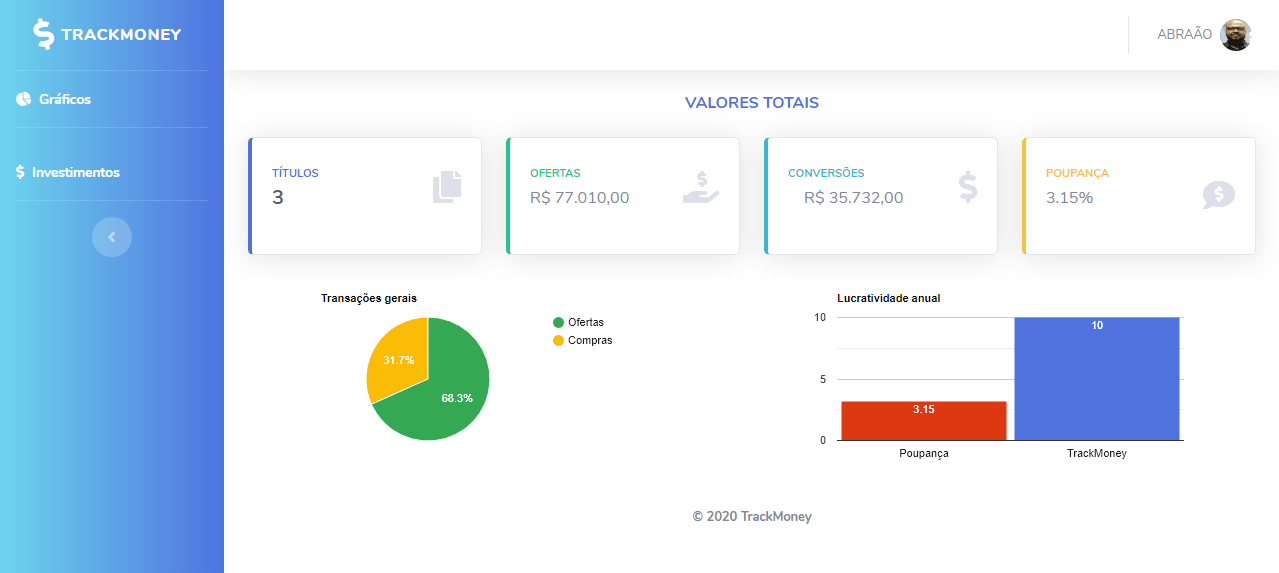 TRACKMONEY
ABRAÃO
Gráficos
Investimentos
VALORES TOTAIS
TÍTULOS
3
OFERTAS
R$ 77.010,00
CONVERSÕES
R$ 35.732,00
POUPANÇA
3.15%
Transações gerais
Ofertas
Compras
31.7%
68.3%
Lucratividade anual
10
5
0
3.15
10
Poupança
TrackMoney
© 2020 TrackMoney